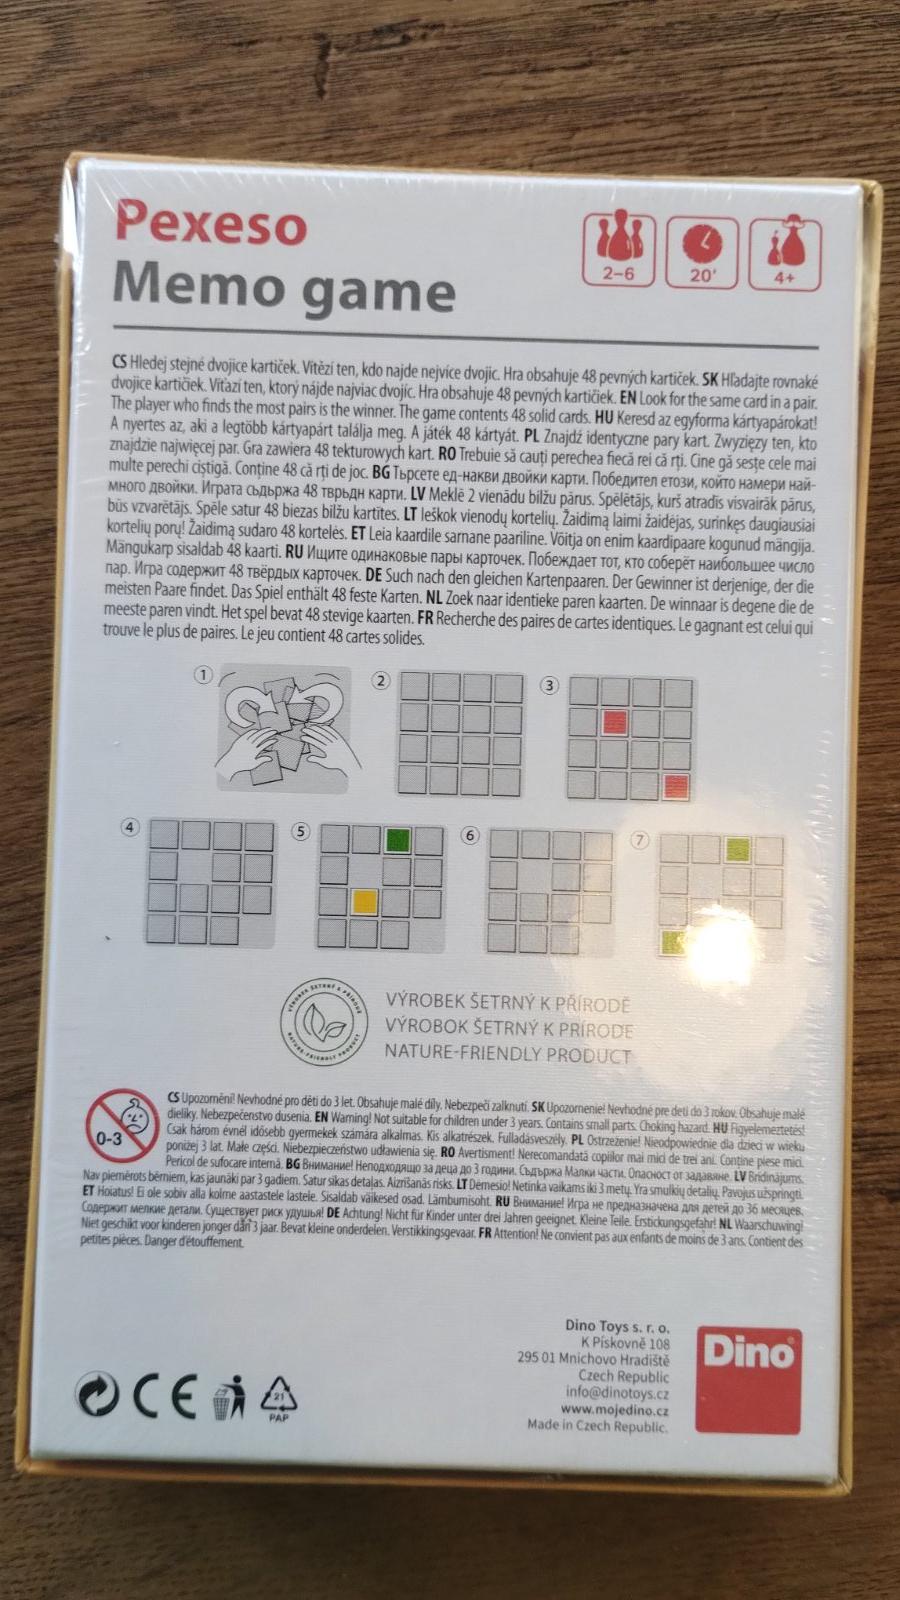 Pexeso
Memo game
2–6
20'
4+
CS Hledej stejné dvojice kartiček. Vítězí ten, kdo najde nejvíce dvojic. Hra obsahuje 48 pevných kartiček. SK Hľadajte rovnaké
dvojice kartičiek. Víťazí ten, ktorý nájde najviac dvojíc. Hra obsahuje 48 pevných kartičiek. EN Look for the same card in a pair.
The player who finds the most pairs is the winner. The game contents 48 solid cards. HU Keresd az egyforma kártyapárokat!
A nyertes az, aki a legtöbb kártyapárt találja meg. A játék 48 kártyát. PL Znajdź identyczne pary kart. Zwyzięzy ten, kto
znajdzie najwięcej par. Gra zawiera 48 tekturowych kart. RO Trebuie să cauți perechea fiecă rei că rți. Cine gă sește cele mai
multe perechi ciștigă. Conține 48 că rți de joc. BG Търсете ед-накви двойки карти. Победител етози, който намери най-
много двойки. Играта съдържа 48 твърдн карти. LV Meklē 2 vienādu bilžu pārus. Spēlētājs, kurš atradīs visvairāk pārus,
būs uzvarētājs. Spēle satur 48 biezas bilžu kartītes. LT Ieškok vienodų kortelių. Žaidimą laimi žaidėjas, surinkęs daugiausiai
kortelių porų! Žaidimą sudaro 48 kortelės. ET Leia kaardile sarnane paariline. Võitja on enim kaardipaare kogunud mängija.
Mängukarp sisaldab 48 kaarti. RU Ищите одинаковые пары карточек. Побеждает тот, кто соберёт наибольшее число
пар. Игра содержит 48 твёрдых карточек. DE Such nach den gleichen Kartenpaaren. Der Gewinner ist derjenige, der die
meisten Paare findet. Das Spiel enthält 48 feste Karten. NL Zoek naar identieke paren kaarten. De winnaar is degene die de
meeste paren vindt. Het spel bevat 48 stevige kaarten. FR Recherche des paires de cartes identiques. Le gagnant est celui qui
trouve le plus de paires. Le jeu contient 48 cartes solides.
1
2
3
4
5
6
7
VÝROBEK ŠETRNÝ K PŘÍRODĚ
NATURE-FRIENDLY PRODUCT
VÝROBEK ŠETRNÝ K PŘÍRODĚ
VÝROBOK ŠETRNÝ K PRÍRODE
NATURE-FRIENDLY PRODUCT
0-3
CS Upozornění! Nevhodné pro děti do 3 let. Obsahuje malé díly. Nebezpečí zalknutí. SK Upozornenie! Nevhodné pre deti do 3 rokov. Obsahuje malé
dieliky. Nebezpečenstvo dusenia. EN Warning! Not suitable for children under 3 years. Contains small parts. Choking hazard. HU Figyelemeztetés!
Csak három évnél idősebb gyermekek számára alkalmas. Kis alkatrészek. Fulladásveszély. PL Ostrzeżenie! Nieodpowiednie dla dzieci w wieku
poniżej 3 lat. Małe części. Niebezpieczeństwo udławienia się. RO Avertisment! Nerecomandată copiilor mai mici de trei ani. Conține piese mici.
Pericol de sufocare internă. BG Внимание! Неподходящо за деца до 3 години. Съдържа Малки части. Опасност от задавяне. LV Brīdinājums.
Nav piemērots bērniem, kas jaunāki par 3 gadiem. Satur sīkas detaļas. Aizrīšanās risks. LT Dėmesio! Netinka vaikams iki 3 metų. Yra smulkių detalių. Pavojus užspringti.
ET Hoiatus! Ei ole sobiv alla kolme aastastele lastele. Sisaldab väikesed osad. Lämbumisoht. RU Внимание! Игра не предназначена для детей до 36 месяцев.
Содержит мелкие детали. Существует риск удушья! DE Achtung! Nicht für Kinder unter drei Jahren geeignet. Kleine Teile. Erstickungsgefahr! NL Waarschuwing!
Niet geschikt voor kinderen jonger dan 3 jaar. Bevat kleine onderdelen. Verstikkingsgevaar. FR Attention! Ne convient pas aux enfants de moins de 3 ans. Contient des
petites pièces. Danger d'étouffement.
Dino Toys s. r. o.
K Pískovně 108
295 01 Mnichovo Hradiště
Czech Republic
info@dinotoys.cz
www.mojedino.cz
Made in Czech Republic.
Dino®
CE
21
PAP